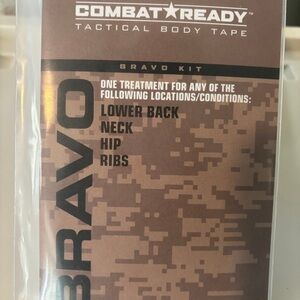 COMBAT★READY™
TACTICAL BODY TAPE
BRAVO KIT
ONE TREATMENT FOR ANY OF THE
FOLLOWING LOCATIONS/CONDITIONS:
LOWER BACK
NECK
HIP
RIBS
BRAVO